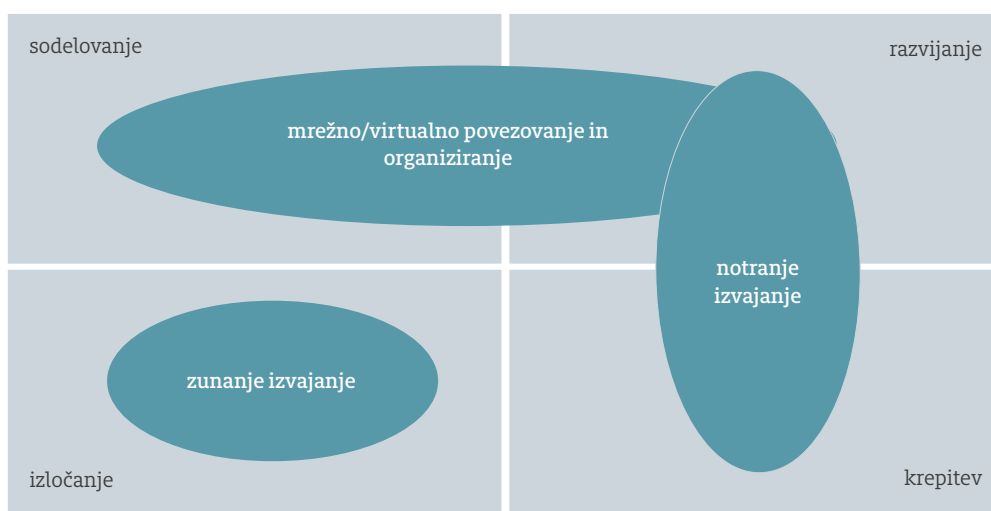 sodelovanje
razvijanje
mrežno/virtualno povezovanje in
organiziranje
notranje
izvajanje
zunanje izvajanje
izločanje
krepitev